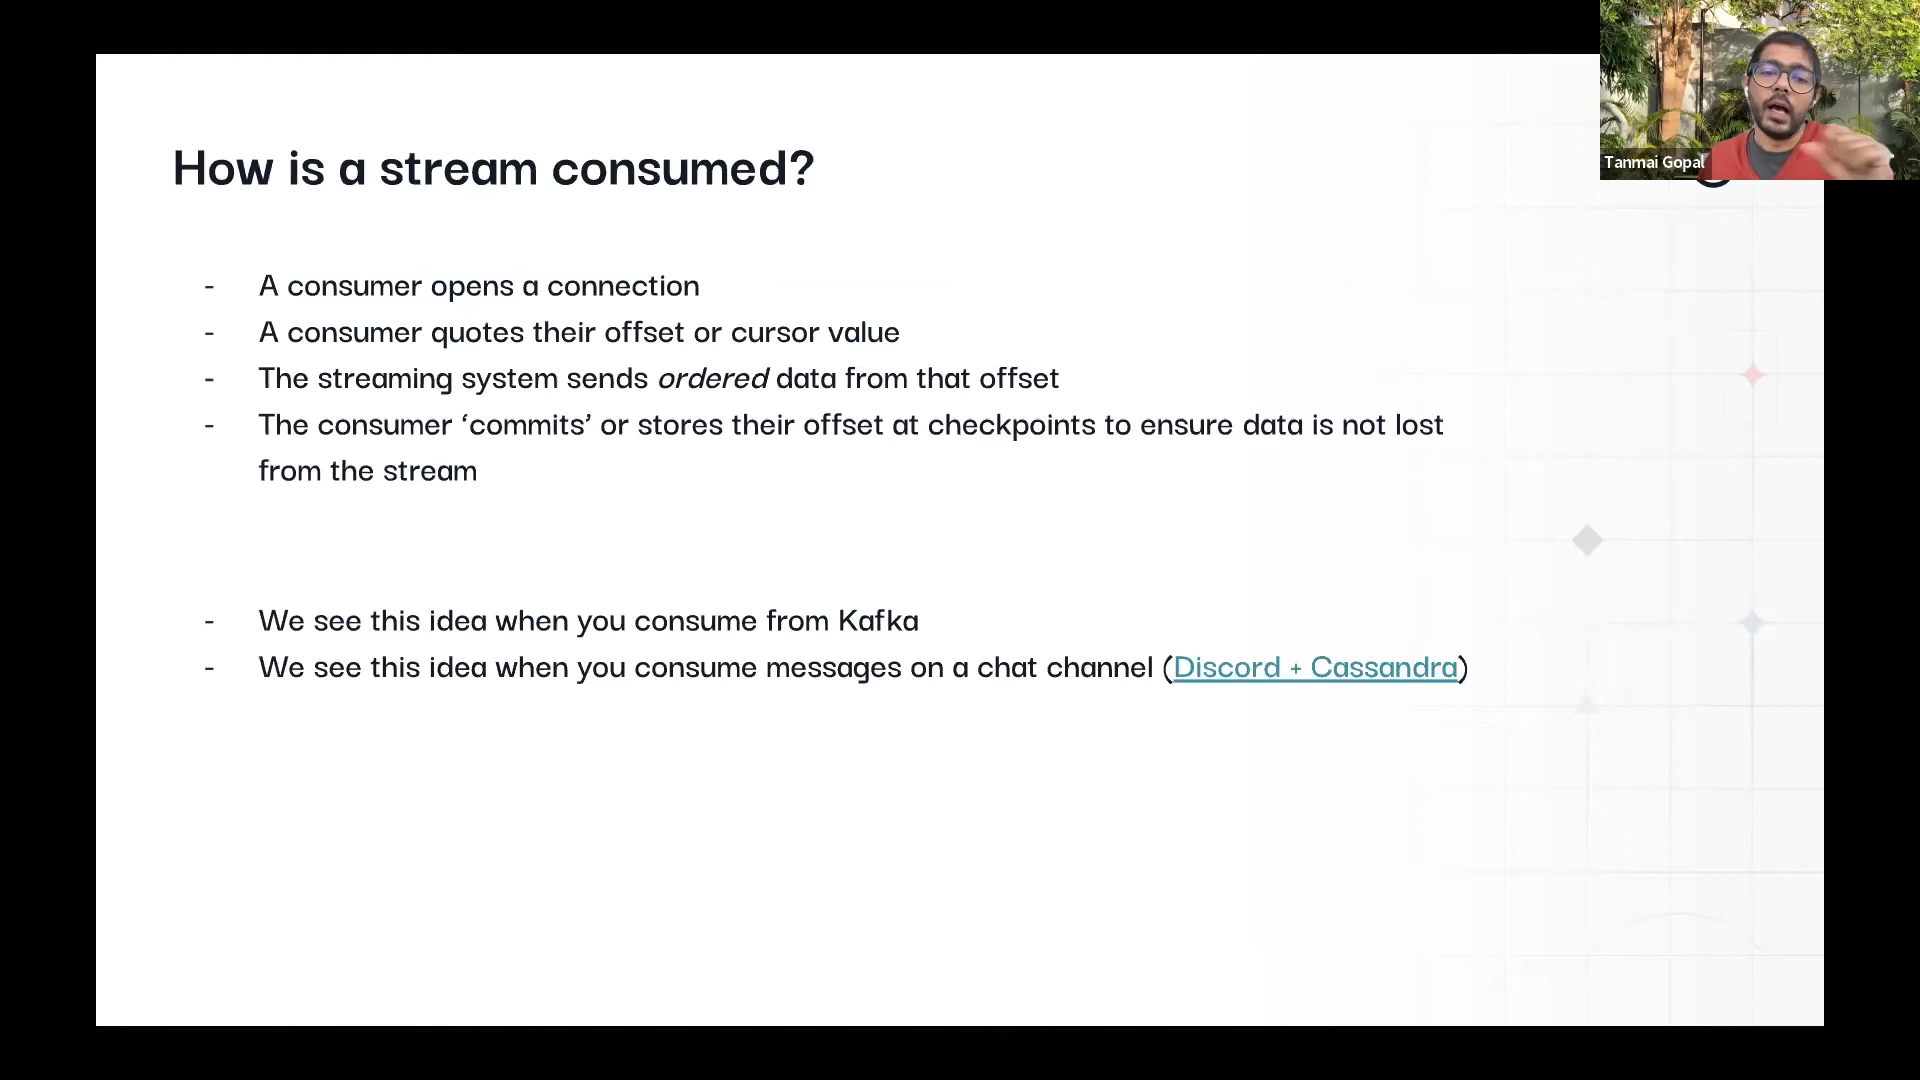 How is a stream consumed?
- A consumer opens a connection
- A consumer quotes their offset or cursor value
- The streaming system sends ordered data from that offset
- The consumer ‘commits’ or stores their offset at checkpoints to ensure data is not lost
from the stream
- We see this idea when you consume from Kafka
- We see this idea when you consume messages on a chat channel (Discord + Cassandra)
Tanmai Gopal